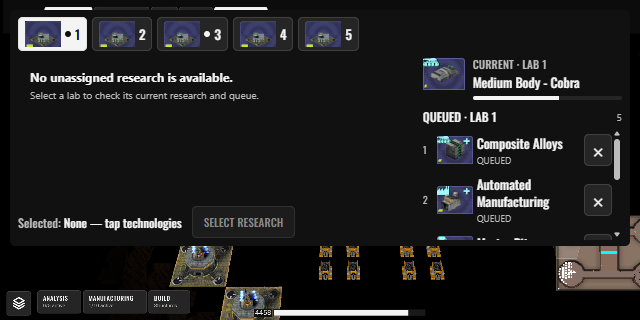 1
2
3
4
5
No unassigned research is available.
Select a lab to check its current research and queue.
CURRENT · LAB 1
Medium Body - Cobra
QUEUED · LAB 1
5
1
Composite Alloys
QUEUED
2
Automated
Manufacturing
QUEUED
Selected: None — tap technologies
SELECT RESEARCH
ANALYSIS
MANUFACTURING
BUILD
Structures
4458